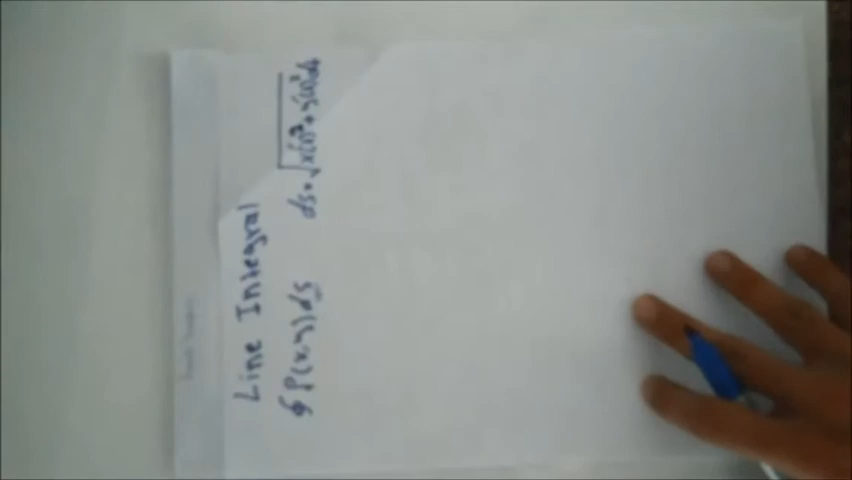 Line Integral
∮ P(x,y) ds ds = √x'(t)² + y'(t)² dt